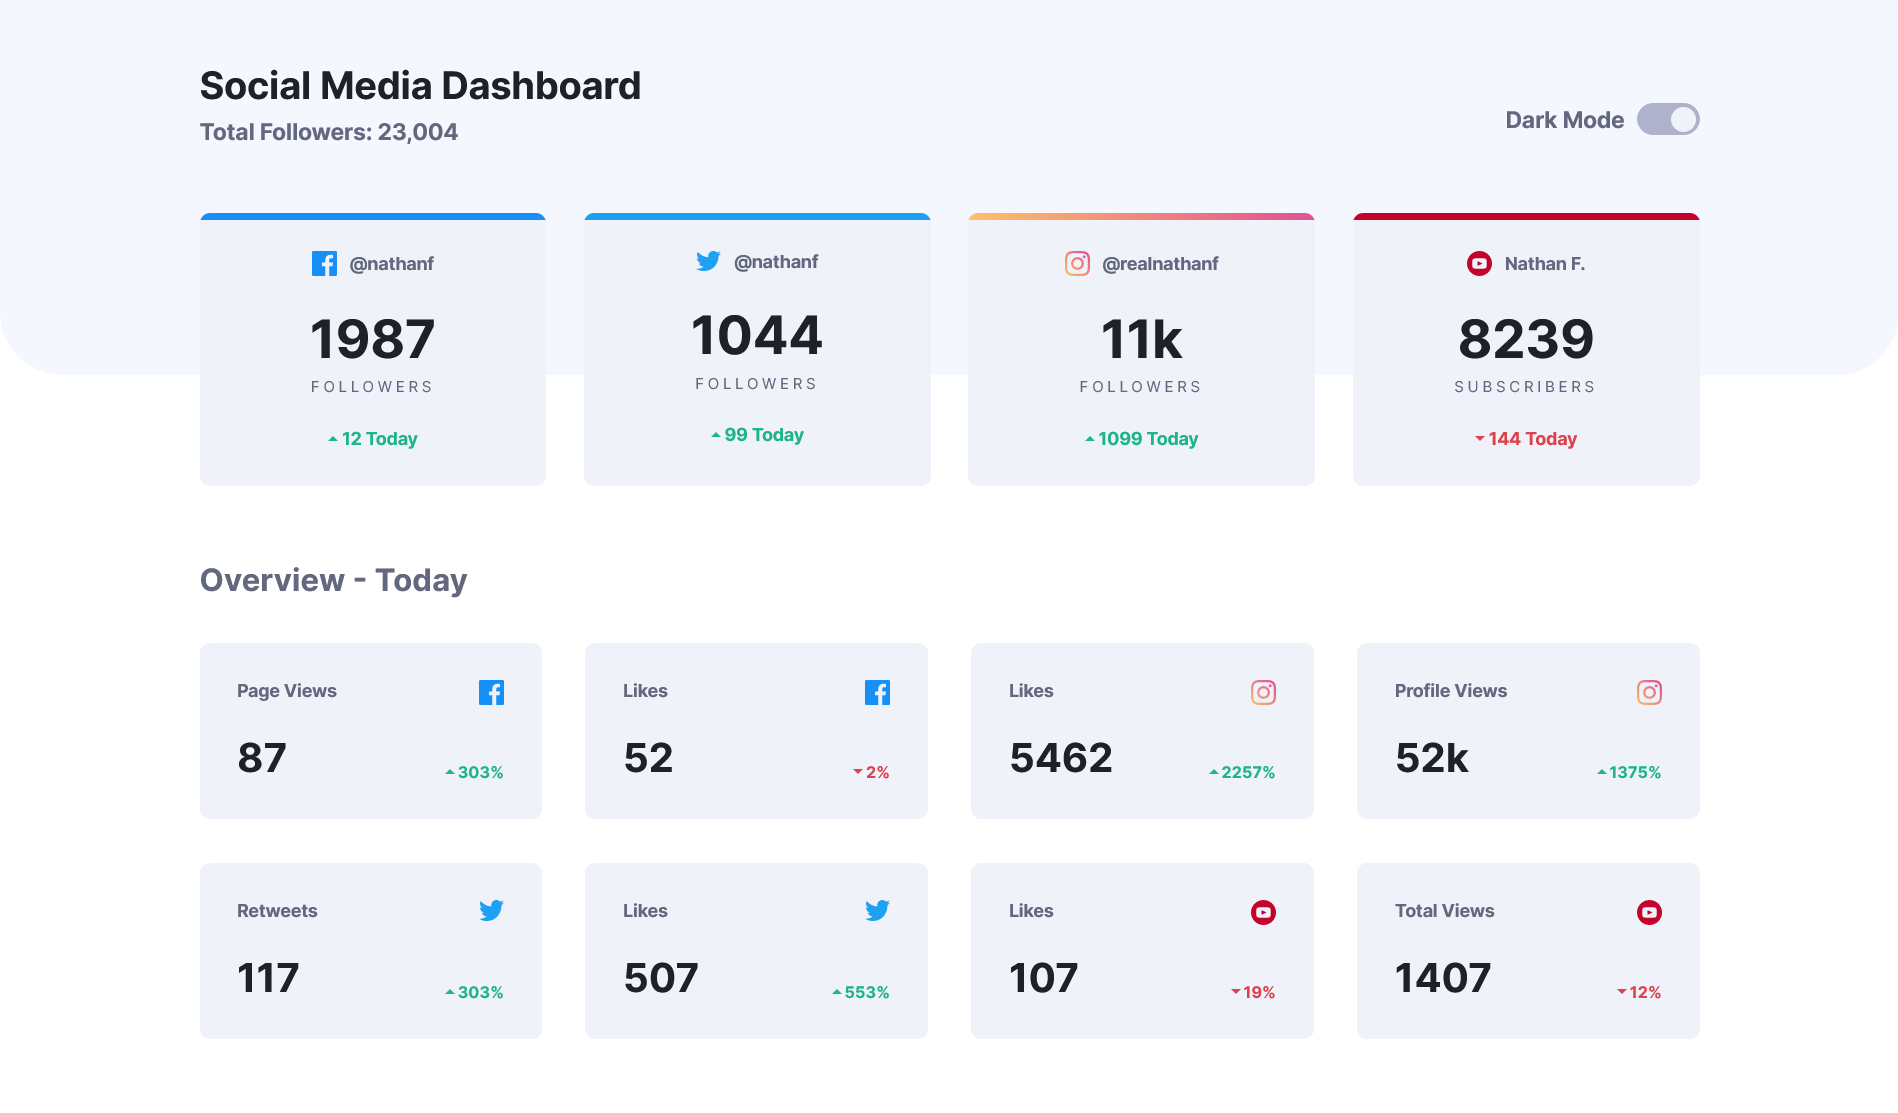 Social Media Dashboard
Total Followers: 23,004
Dark Mode
@nathanf
1987
FOLLOWERS
12 Today
@nathanf
1044
FOLLOWERS
99 Today
@realnathanf
11k
FOLLOWERS
1099 Today
Nathan F.
8239
SUBSCRIBERS
144 Today
Overview - Today
Page Views
87
303%
Likes
52
2%
Likes
5462
2257%
Profile Views
52k
1375%
Retweets
117
303%
Likes
507
553%
Likes
107
19%
Total Views
1407
12%